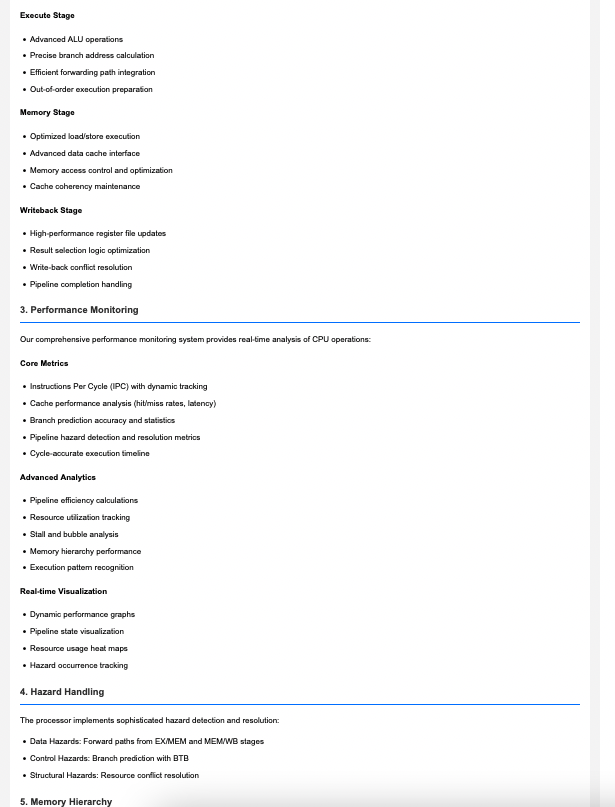 Execute Stage
• Advanced ALU operations
• Precise branch address calculation
• Efficient forwarding path integration
• Out-of-order execution preparation
Memory Stage
• Optimized load/store execution
• Advanced data cache interface
• Memory access control and optimization
• Cache coherency maintenance
Writeback Stage
• High-performance register file updates
• Result selection logic optimization
• Write-back conflict resolution
• Pipeline completion handling
3. Performance Monitoring
Our comprehensive performance monitoring system provides real-time analysis of CPU operations:
Core Metrics
• Instructions Per Cycle (IPC) with dynamic tracking
• Cache performance analysis (hit/miss rates, latency)
• Branch prediction accuracy and statistics
• Pipeline hazard detection and resolution metrics
• Cycle-accurate execution timeline
Advanced Analytics
• Pipeline efficiency calculations
• Resource utilization tracking
• Stall and bubble analysis
• Memory hierarchy performance
• Execution pattern recognition
Real-time Visualization
• Dynamic performance graphs
• Pipeline state visualization
• Resource usage heat maps
• Hazard occurrence tracking
4. Hazard Handling
The processor implements sophisticated hazard detection and resolution:
• Data Hazards: Forward paths from EX/MEM and MEM/WB stages
• Control Hazards: Branch prediction with BTB
• Structural Hazards: Resource conflict resolution
5. Memory Hierarchy